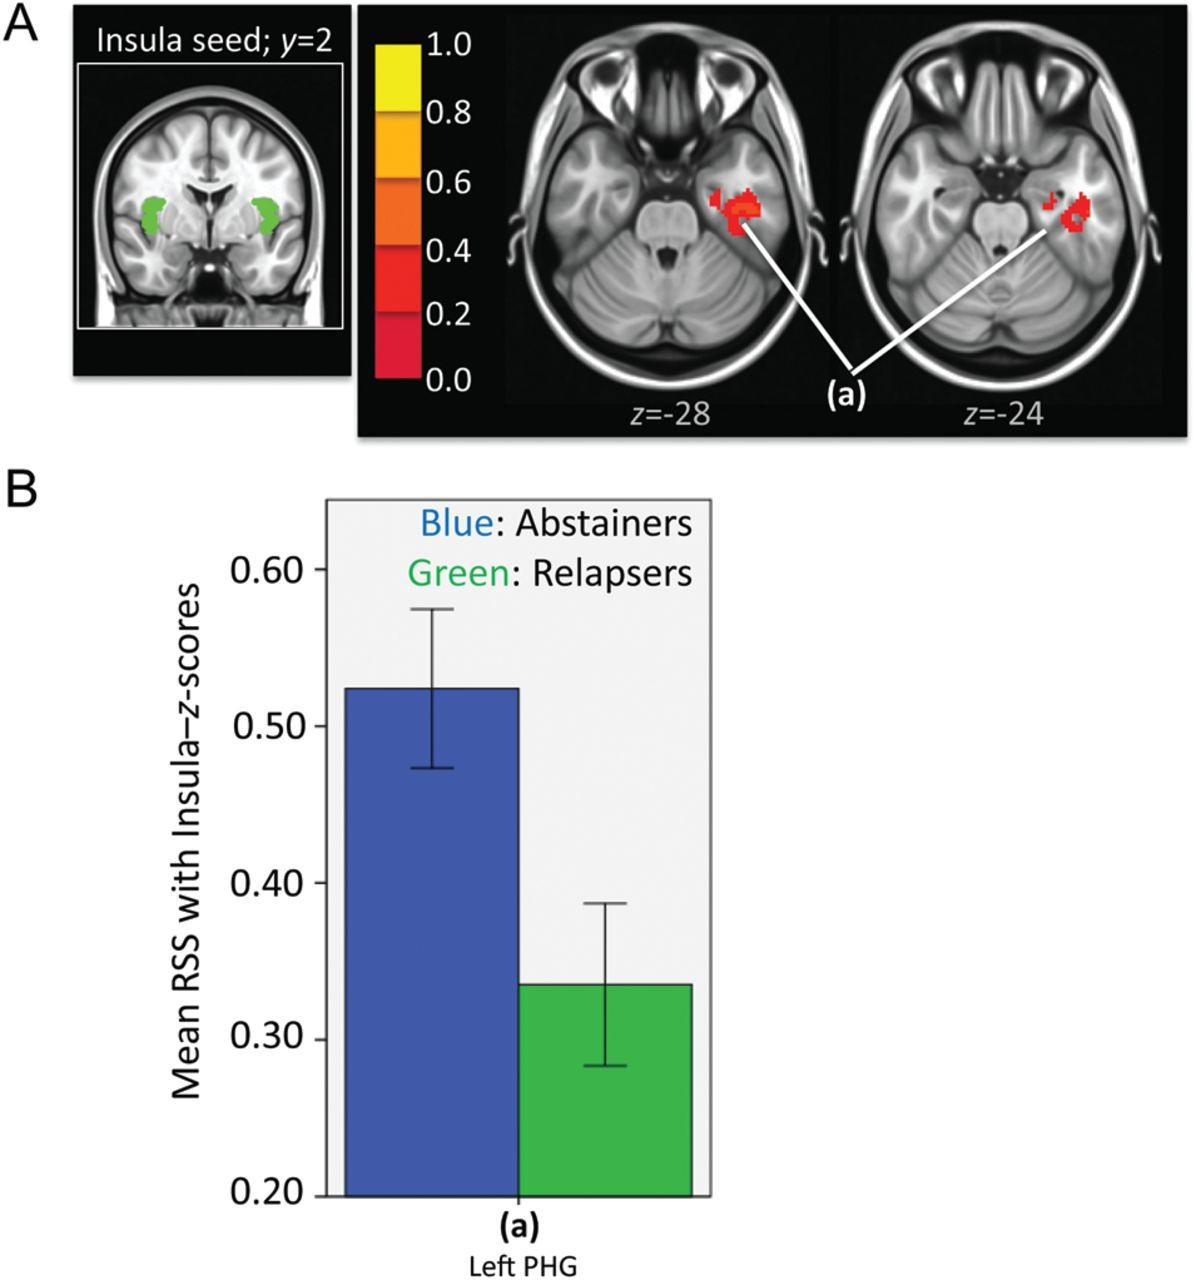 A
Insula seed; y=2
1.0
0.8
0.6
0.4
0.2
0.0
(a)
z=-28
z=-24
B
Blue: Abstainers
Green: Relapsers
Mean RSS with Insula–z-scores
0.60
0.50
0.40
0.30
0.20
(a)
Left PHG